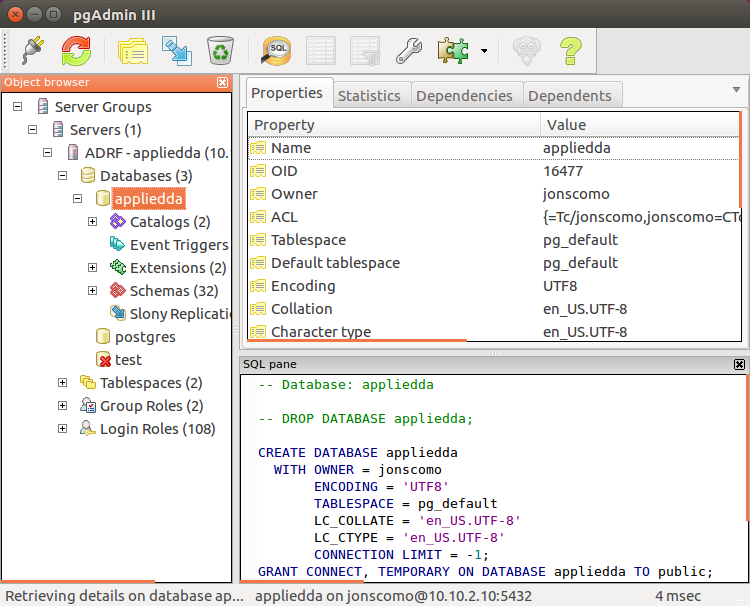 pgAdmin III
SQL
Object browser
Server Groups
Servers (1)
ADRF - appliedda (10.
Databases (3)
appliedda
Catalogs (2)
Event Triggers
Extensions (2)
Schemas (32)
Slony Replicati
postgres
test
Tablespaces (2)
Group Roles (2)
Login Roles (108)
Properties Statistics Dependencies Dependents
Property Value
Name appliedda
OID 16477
Owner jonscomo
ACL {=Tc/jonscomo,jonscomo=CTc
Tablespace pg_default
Default tablespace pg_default
Encoding UTF8
Collation en_US.UTF-8
Character type en_US.UTF-8
SQL pane
-- Database: appliedda
-- DROP DATABASE appliedda;
CREATE DATABASE appliedda
WITH OWNER = jonscomo
ENCODING = 'UTF8'
TABLESPACE = pg_default
LC_COLLATE = 'en_US.UTF-8'
LC_CTYPE = 'en_US.UTF-8'
CONNECTION LIMIT = -1;
GRANT CONNECT, TEMPORARY ON DATABASE appliedda TO public;
Retrieving details on database ap... appliedda on jonscomo@10.10.2.10:5432 4 msec